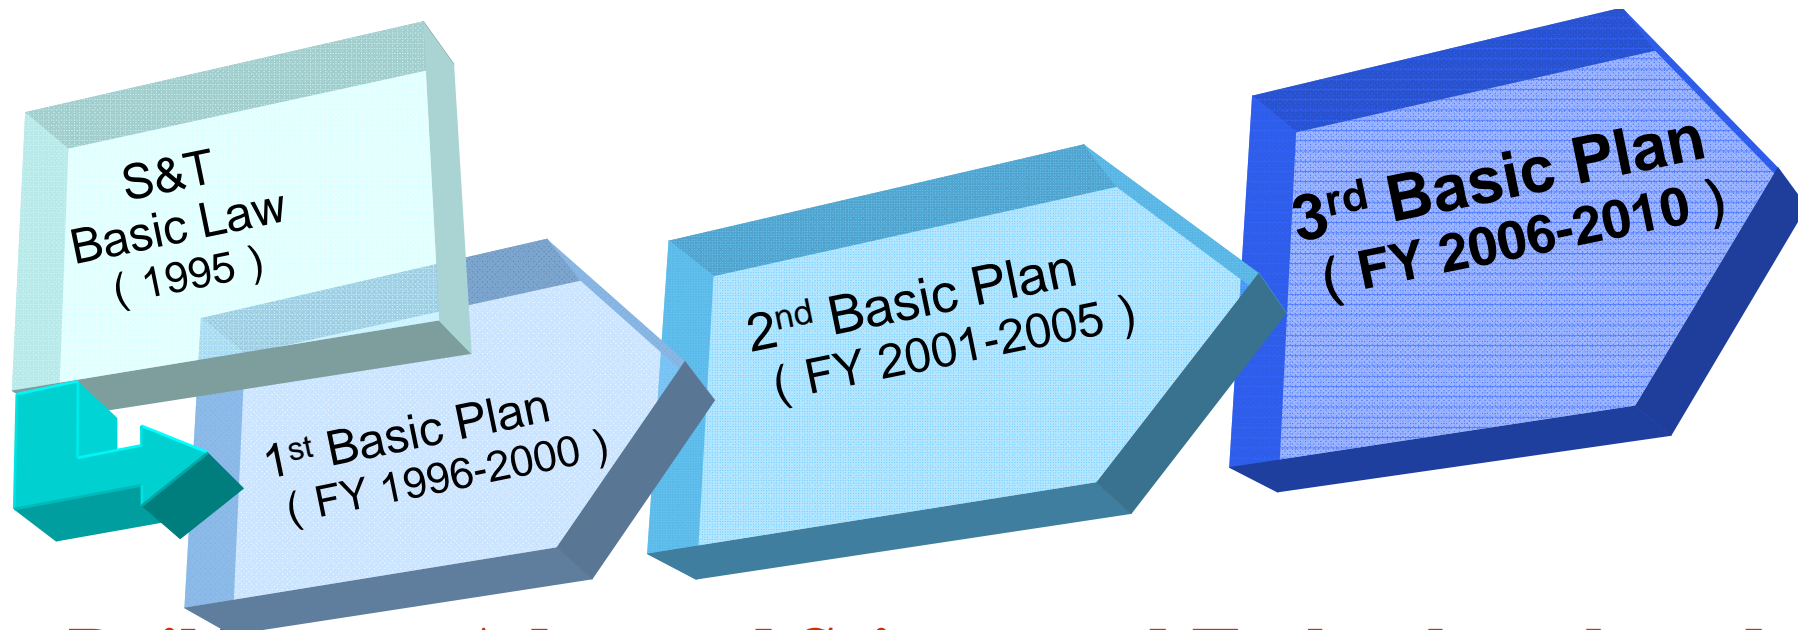 S&T
Basic Law
( 1995 )
1st Basic Plan
( FY 1996-2000 )
2nd Basic Plan
( FY 2001-2005 )
3rd Basic Plan
( FY 2006-2010 )